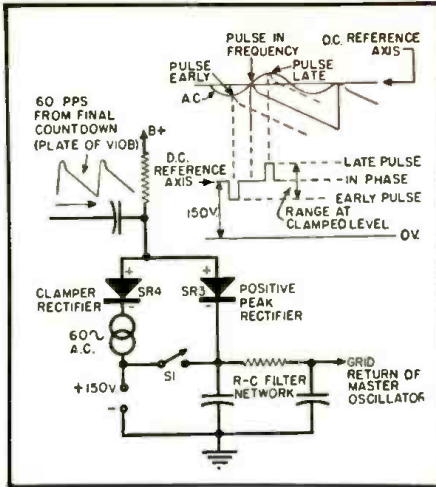 PULSE IN
FREQUENCY
D.C. REFERENCE
AXIS
PULSE
EARLY
PULSE
LATE
A.C.
60 PPS
FROM FINAL
COUNTDOWN
(PLATE OF V10B)
B+
D.C.
REFERENCE
AXIS
150V.
LATE PULSE
IN PHASE
EARLY PULSE
RANGE AT
CLAMPED LEVEL
0V.
+
+
CLAMPER
RECTIFIER
SR4
SR3
POSITIVE
PEAK
RECTIFIER
-
-
60~
A.C.
S1
+150V
-
R-C FILTER
NETWORK
GRID
RETURN OF
MASTER
OSCILLATOR